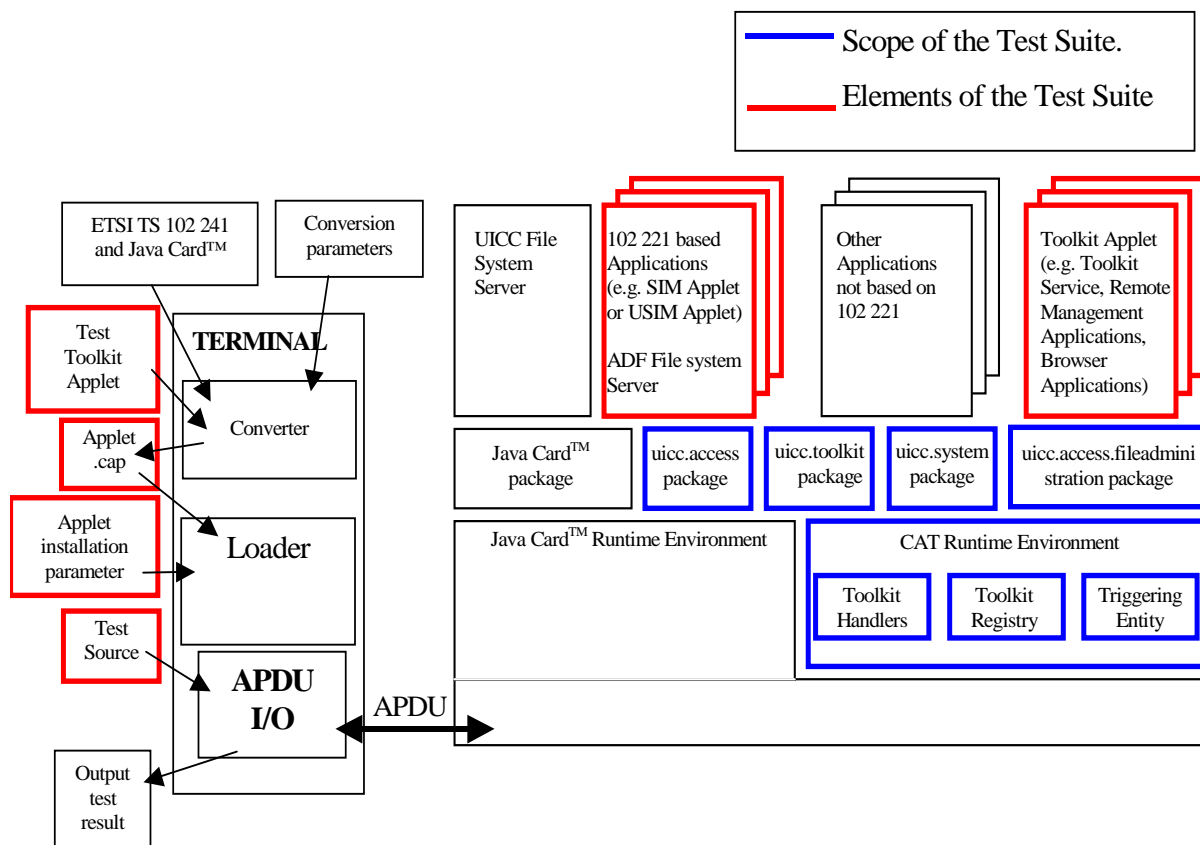 Scope of the Test Suite.
Elements of the Test Suite
ETSI TS 102 241
and Java Card™
Conversion
parameters
UICC File
System
Server
102 221 based
Applications
(e.g. SIM Applet
or USIM Applet)
ADF File system
Server
Other
Applications
not based on
102 221
Toolkit Applet
(e.g. Toolkit
Service, Remote
Management
Applications,
Browser
Applications)
Test
Toolkit
Applet
TERMINAL
Converter
Applet
.cap
Java Card™
package
uicc.access
package
uicc.toolkit
package
uicc.system
package
uicc.access.fileadmini
stration package
Applet
installation
parameter
Loader
Java Card™ Runtime Environment
CAT Runtime Environment
Toolkit
Handlers
Toolkit
Registry
Triggering
Entity
Test
Source
APDU
I/O
APDU
Output
test
result